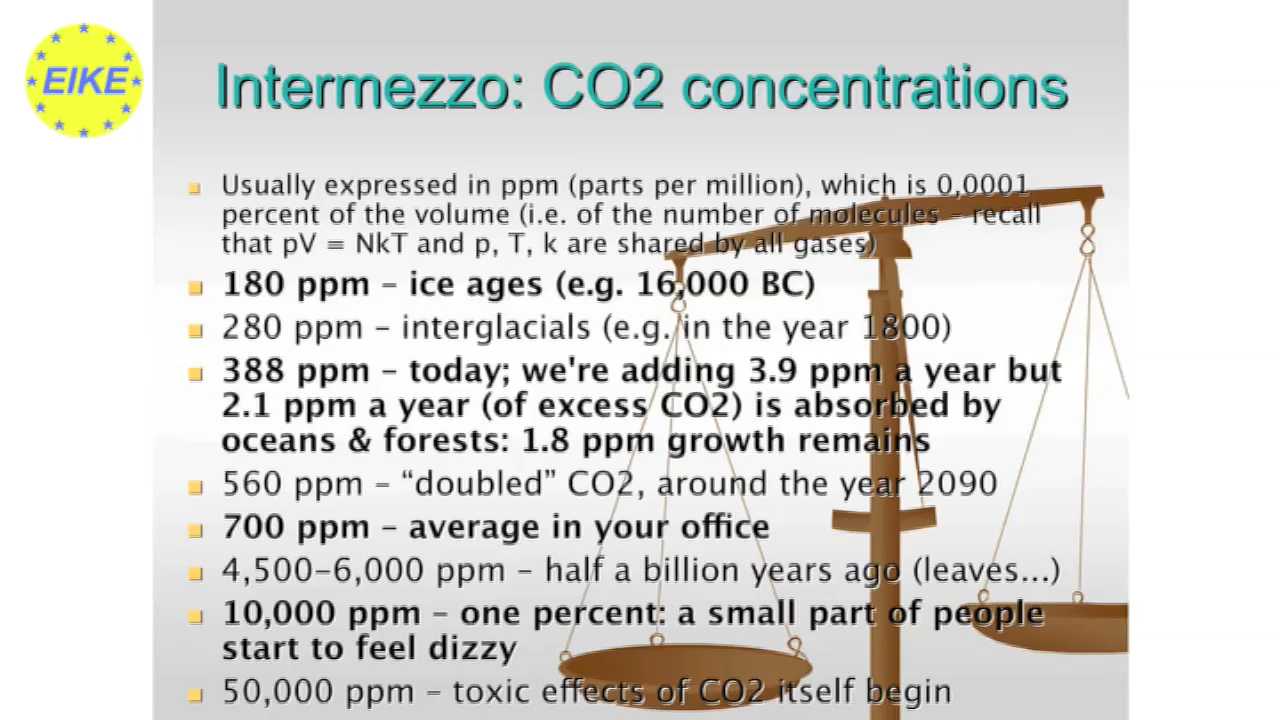 EIKE
Intermezzo: CO2 concentrations
Usually expressed in ppm (parts per million), which is 0,0001
percent of the volume (i.e. of the number of molecules – recall
that pV = NkT and p, T, k are shared by all gases)
180 ppm – ice ages (e.g. 16,000 BC)
280 ppm – interglacials (e.g. in the year 1800)
388 ppm – today; we're adding 3.9 ppm a year but
2.1 ppm a year (of excess CO2) is absorbed by
oceans & forests: 1.8 ppm growth remains
560 ppm – “doubled” CO2, around the year 2090
700 ppm – average in your office
4,500–6,000 ppm – half a billion years ago (leaves...)
10,000 ppm – one percent: a small part of people
start to feel dizzy
50,000 ppm – toxic effects of CO2 itself begin